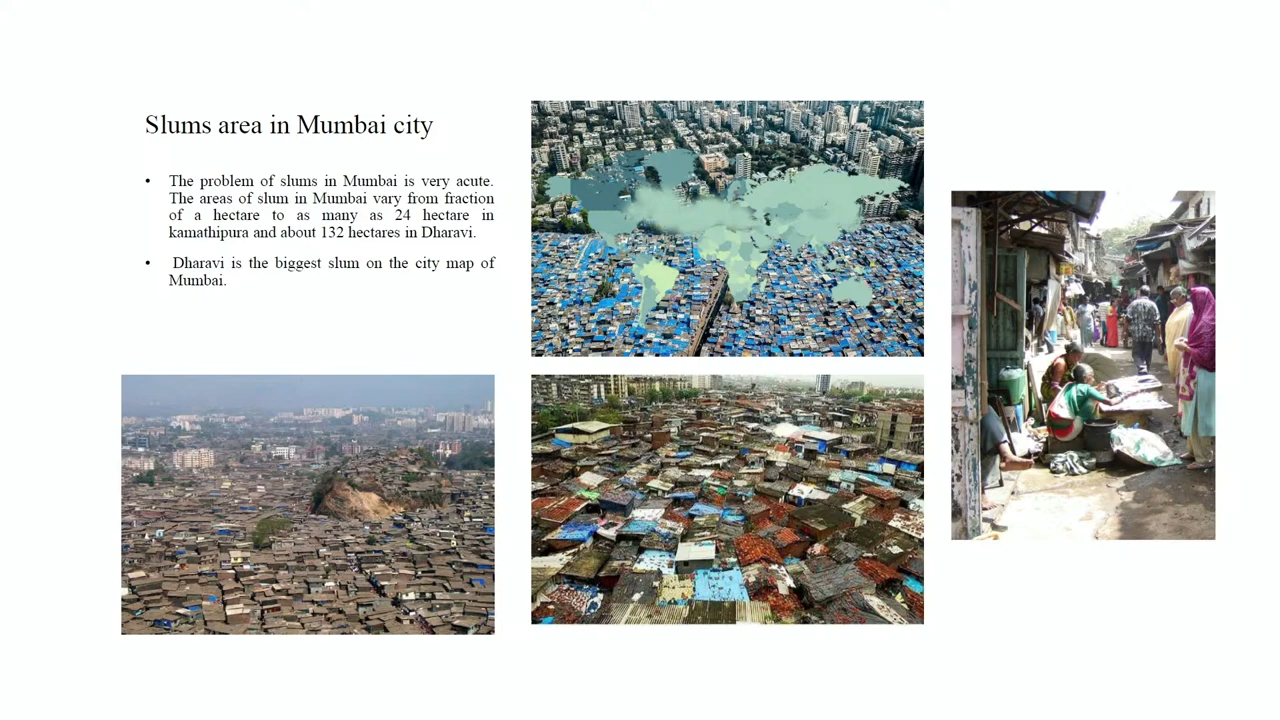 Slums area in Mumbai city
• The problem of slums in Mumbai is very acute.
The areas of slum in Mumbai vary from fraction
of a hectare to as many as 24 hectare in
kamathipura and about 132 hectares in Dharavi.
• Dharavi is the biggest slum on the city map of
Mumbai.